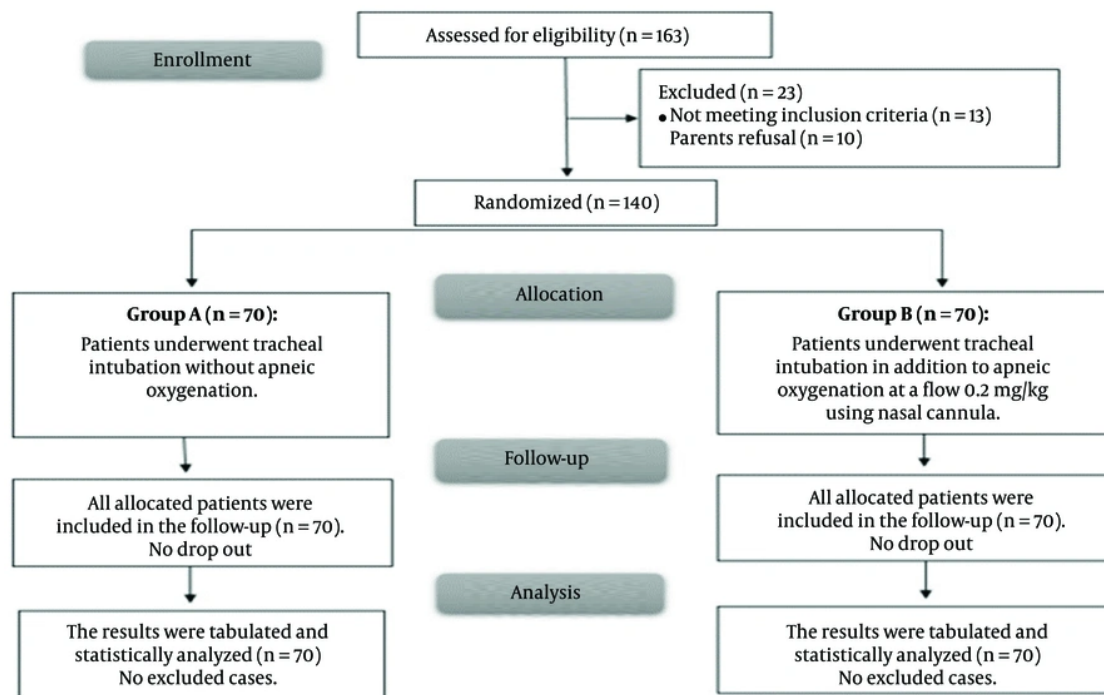 Assessed for eligibility (n = 163)
Enrollment
Excluded (n = 23)
• Not meeting inclusion criteria (n = 13)
Parents refusal (n = 10)
Randomized (n = 140)
Allocation
Group A (n = 70):
Patients underwent tracheal
intubation without apneic
oxygenation.
Group B (n = 70):
Patients underwent tracheal
intubation in addition to apneic
oxygenation at a flow 0.2 mg/kg
using nasal cannula.
Follow-up
All allocated patients were
included in the follow-up (n = 70).
No drop out
All allocated patients were
included in the follow-up (n = 70).
No drop out
Analysis
The results were tabulated and
statistically analyzed (n = 70)
No excluded cases.
The results were tabulated and
statistically analyzed (n = 70)
No excluded cases.